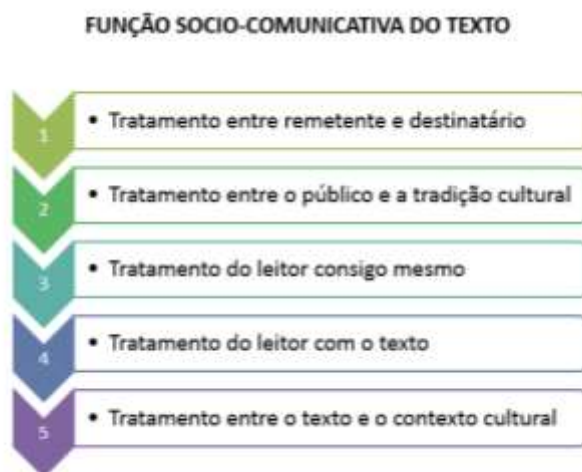 FUNÇÃO SOCIO-COMUNICATIVA DO TEXTO
1
• Tratamento entre remetente e destinatário
2
• Tratamento entre o público e a tradição cultural
3
• Tratamento do leitor consigo mesmo
4
• Tratamento do leitor com o texto
5
• Tratamento entre o texto e o contexto cultural